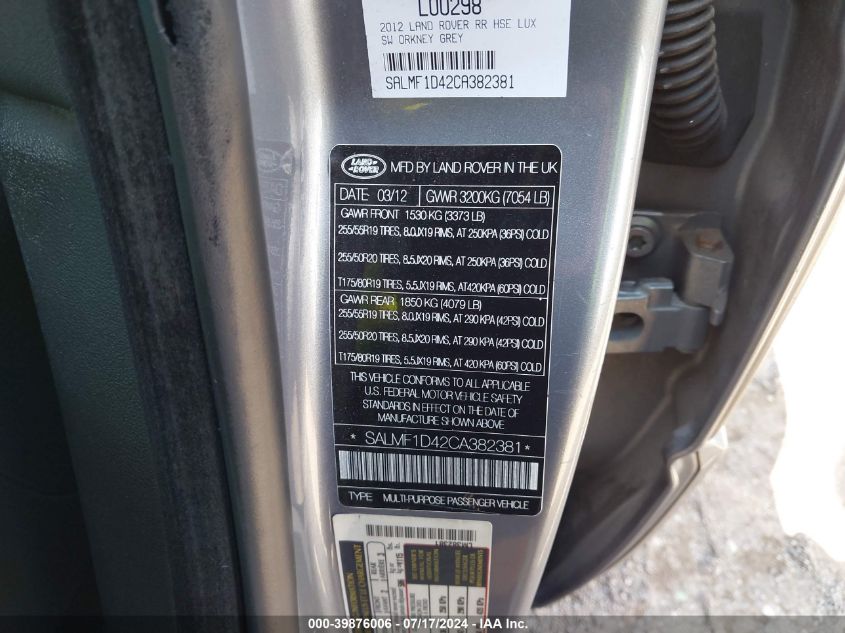 L00298
2012 LAND ROVER RR HSE LUX
SW ORKNEY GREY
SALMF1D42CA382381
LAND ROVER
MFD BY LAND ROVER IN THE UK
DATE 03/12 GWWR 3200KG (7054 LB)
GAWR FRONT 1530 KG (3373 LB)
255/55R19 TIRES, 8.0JX19 RIMS, AT 250KPA (36PSI) COLD
255/50R20 TIRES, 8.5JX20 RIMS, AT 250KPA (36PSI) COLD
T175/80R19 TIRES, 5.5JX19 RIMS, AT 420KPA (60PSI) COLD
GAWR REAR 1850 KG (4079 LB)
255/55R19 TIRES, 8.0JX19 RIMS, AT 290 KPA (42PSI) COLD
255/50R20 TIRES, 8.5JX20 RIMS, AT 290 KPA (42PSI) COLD
T175/80R19 TIRES, 5.5JX19 RIMS, AT 420 KPA (60PSI) COLD
THIS VEHICLE CONFORMS TO ALL APPLICABLE
U.S. FEDERAL MOTOR VEHICLE SAFETY
STANDARDS IN EFFECT ON THE DATE OF
MANUFACTURE SHOWN ABOVE
* SALMF1D42CA382381 *
TYPE MULTI-PURPOSE PASSENGER VEHICLE
000-39876006 - 07/17/2024 - Copyright 2024 IAA, LLC.